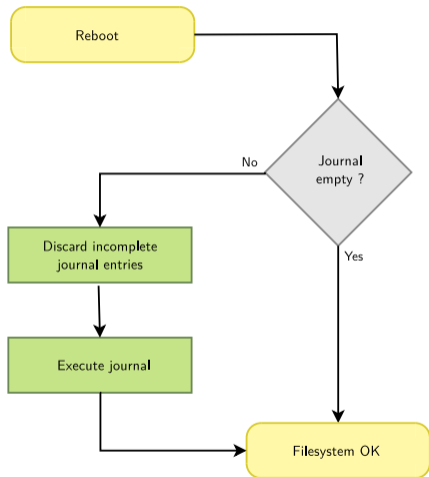 Reboot
Journal
empty ?
No
Yes
Discard incomplete
journal entries
Execute journal
Filesystem OK